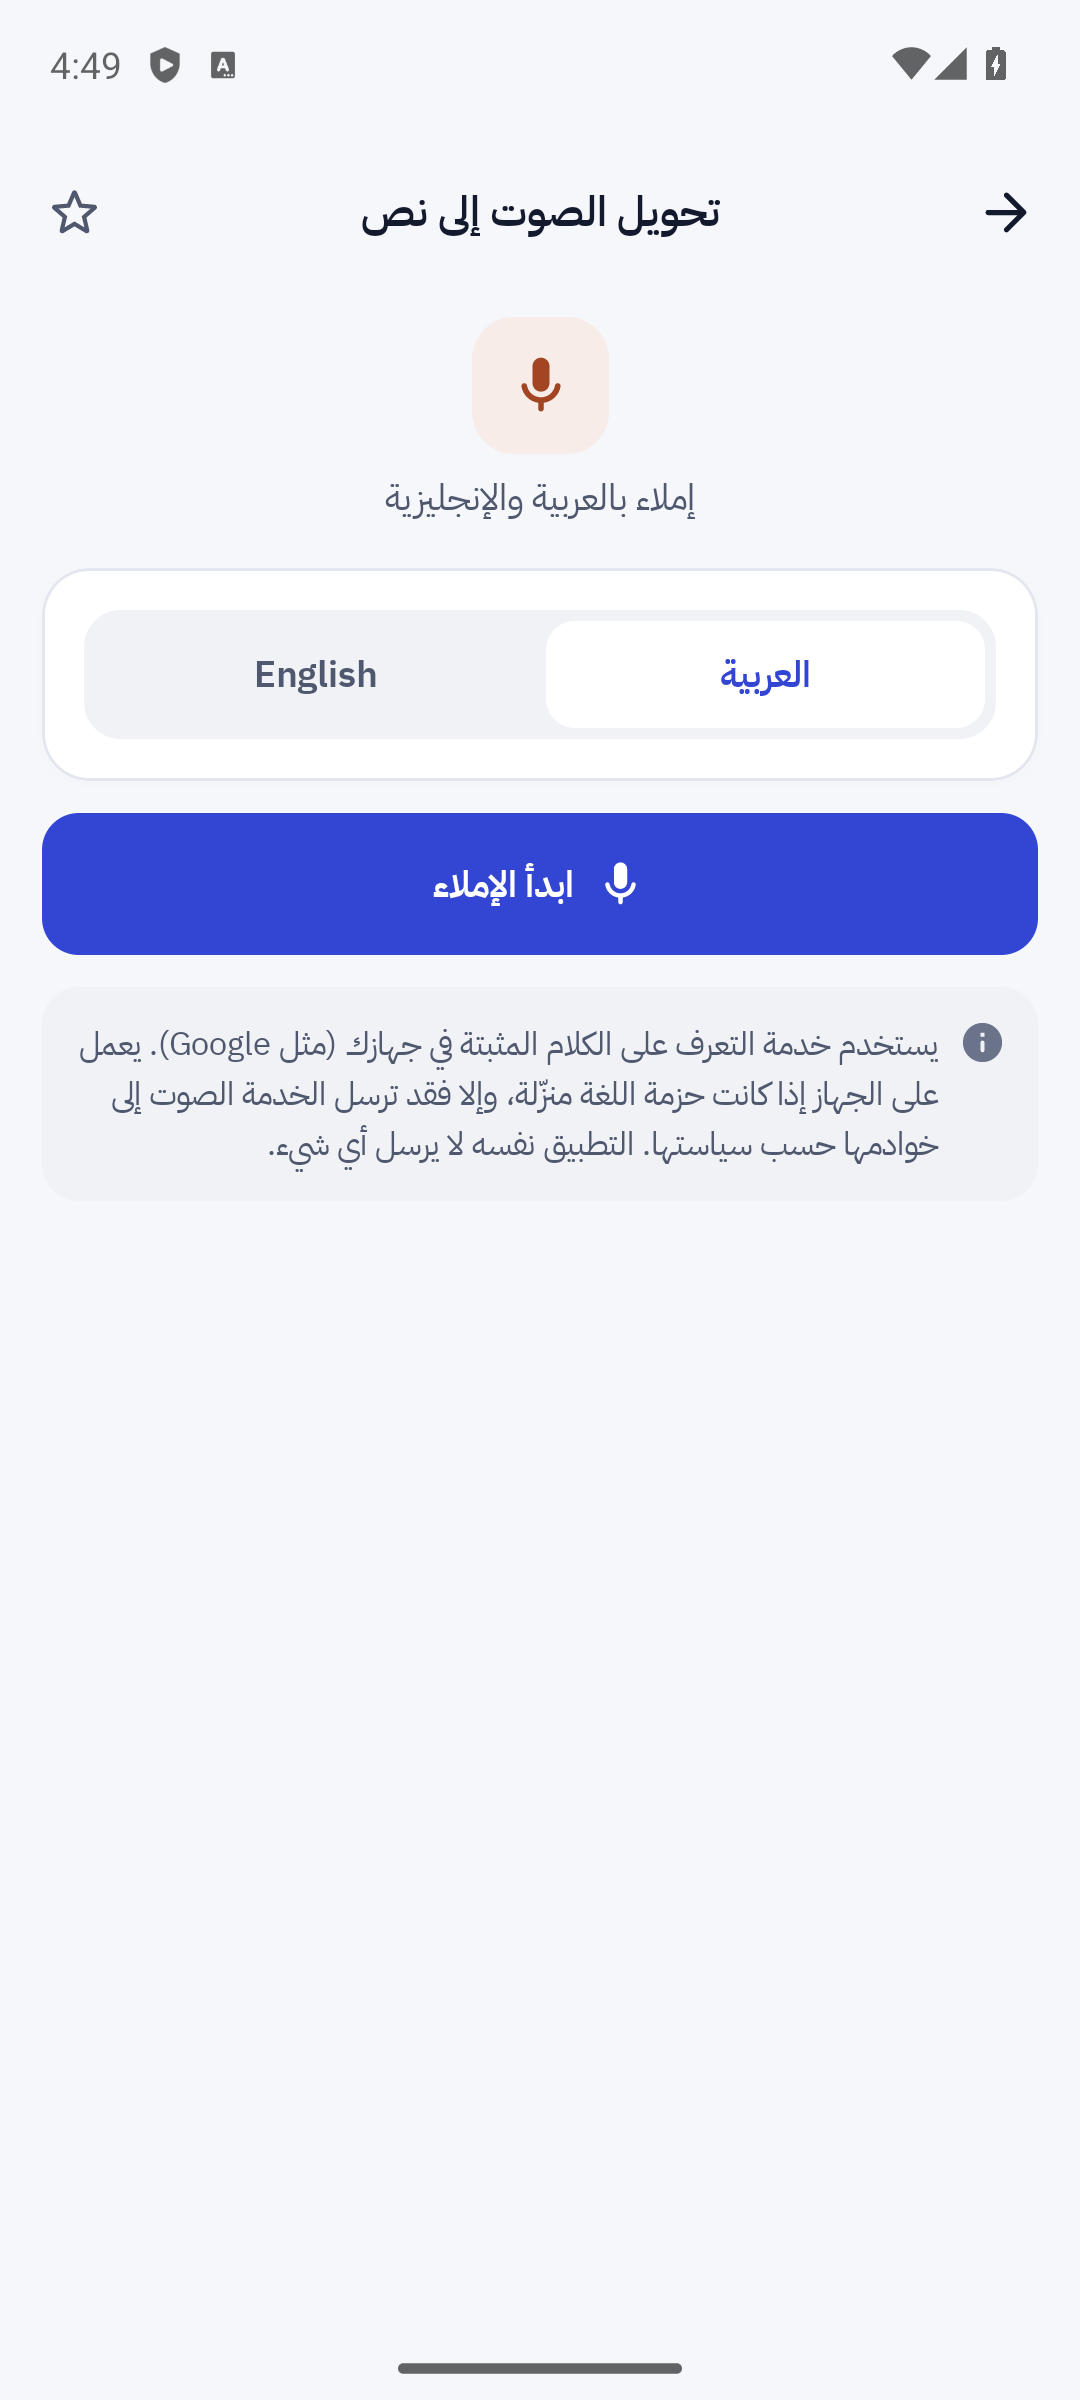 4:49
تحويل الصوت إلى نص
إملاء بالعربية والإنجليزية
العربية
English
ابدأ الإملاء
يستخدم خدمة التعرف على الكلام المثبتة في جهازك (مثل Google). يعمل
على الجهاز إذا كانت حزمة اللغة منزّلة، وإلا فقد ترسل الخدمة الصوت إلى
خوادمها حسب سياستها. التطبيق نفسه لا يرسل أي شيء.